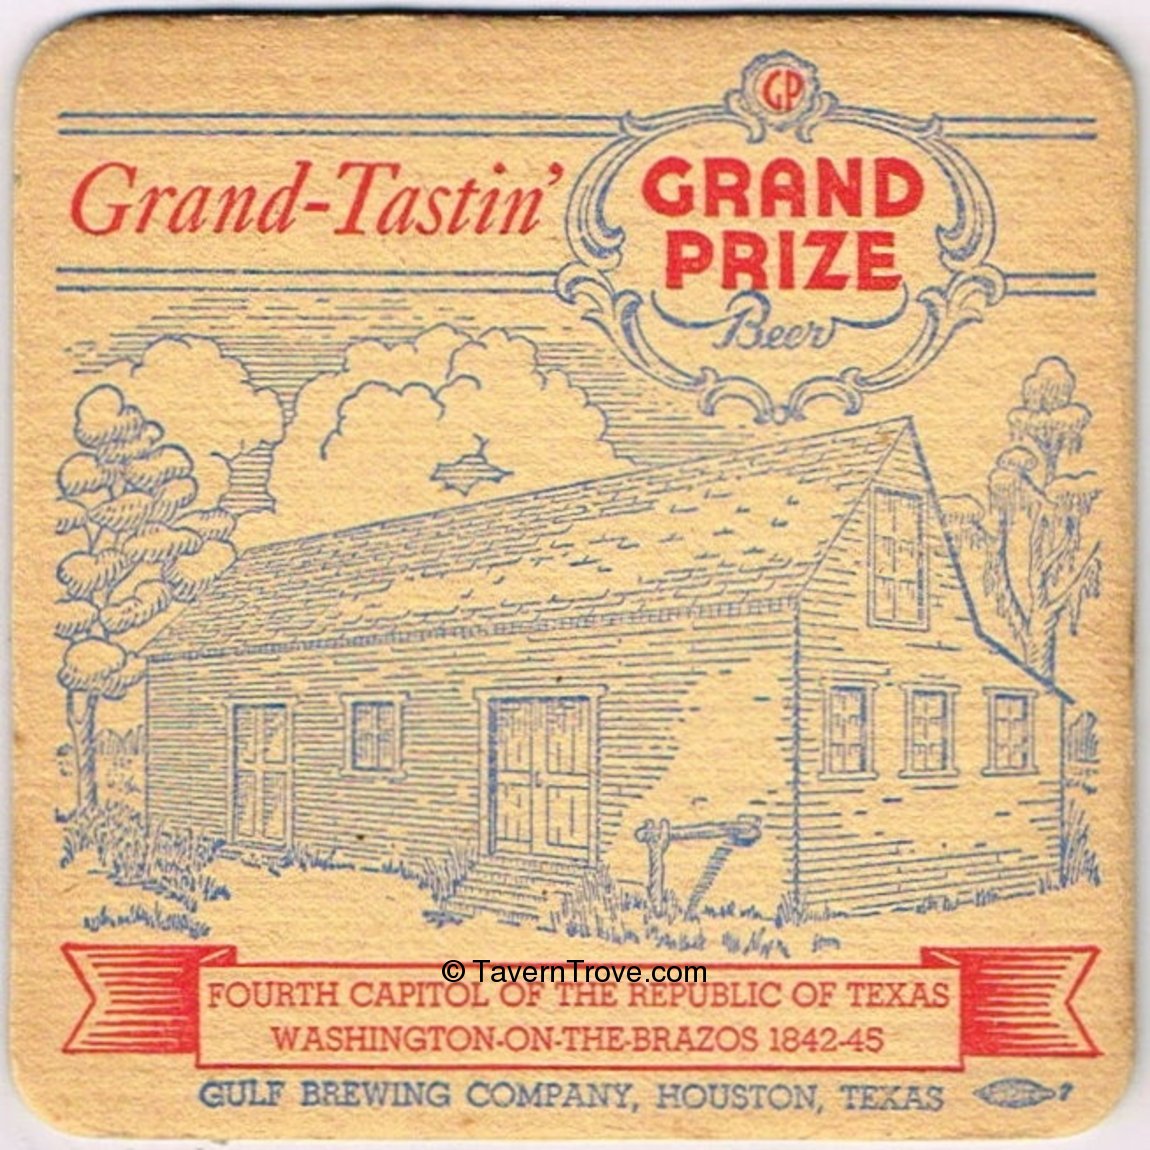 GP
Grand-Tastin'
GRAND
PRIZE
Beer
© TavernTrove.com
FOURTH CAPITOL OF THE REPUBLIC OF TEXAS
WASHINGTON-ON-THE-BRAZOS 1842-45
GULF BREWING COMPANY, HOUSTON, TEXAS
7